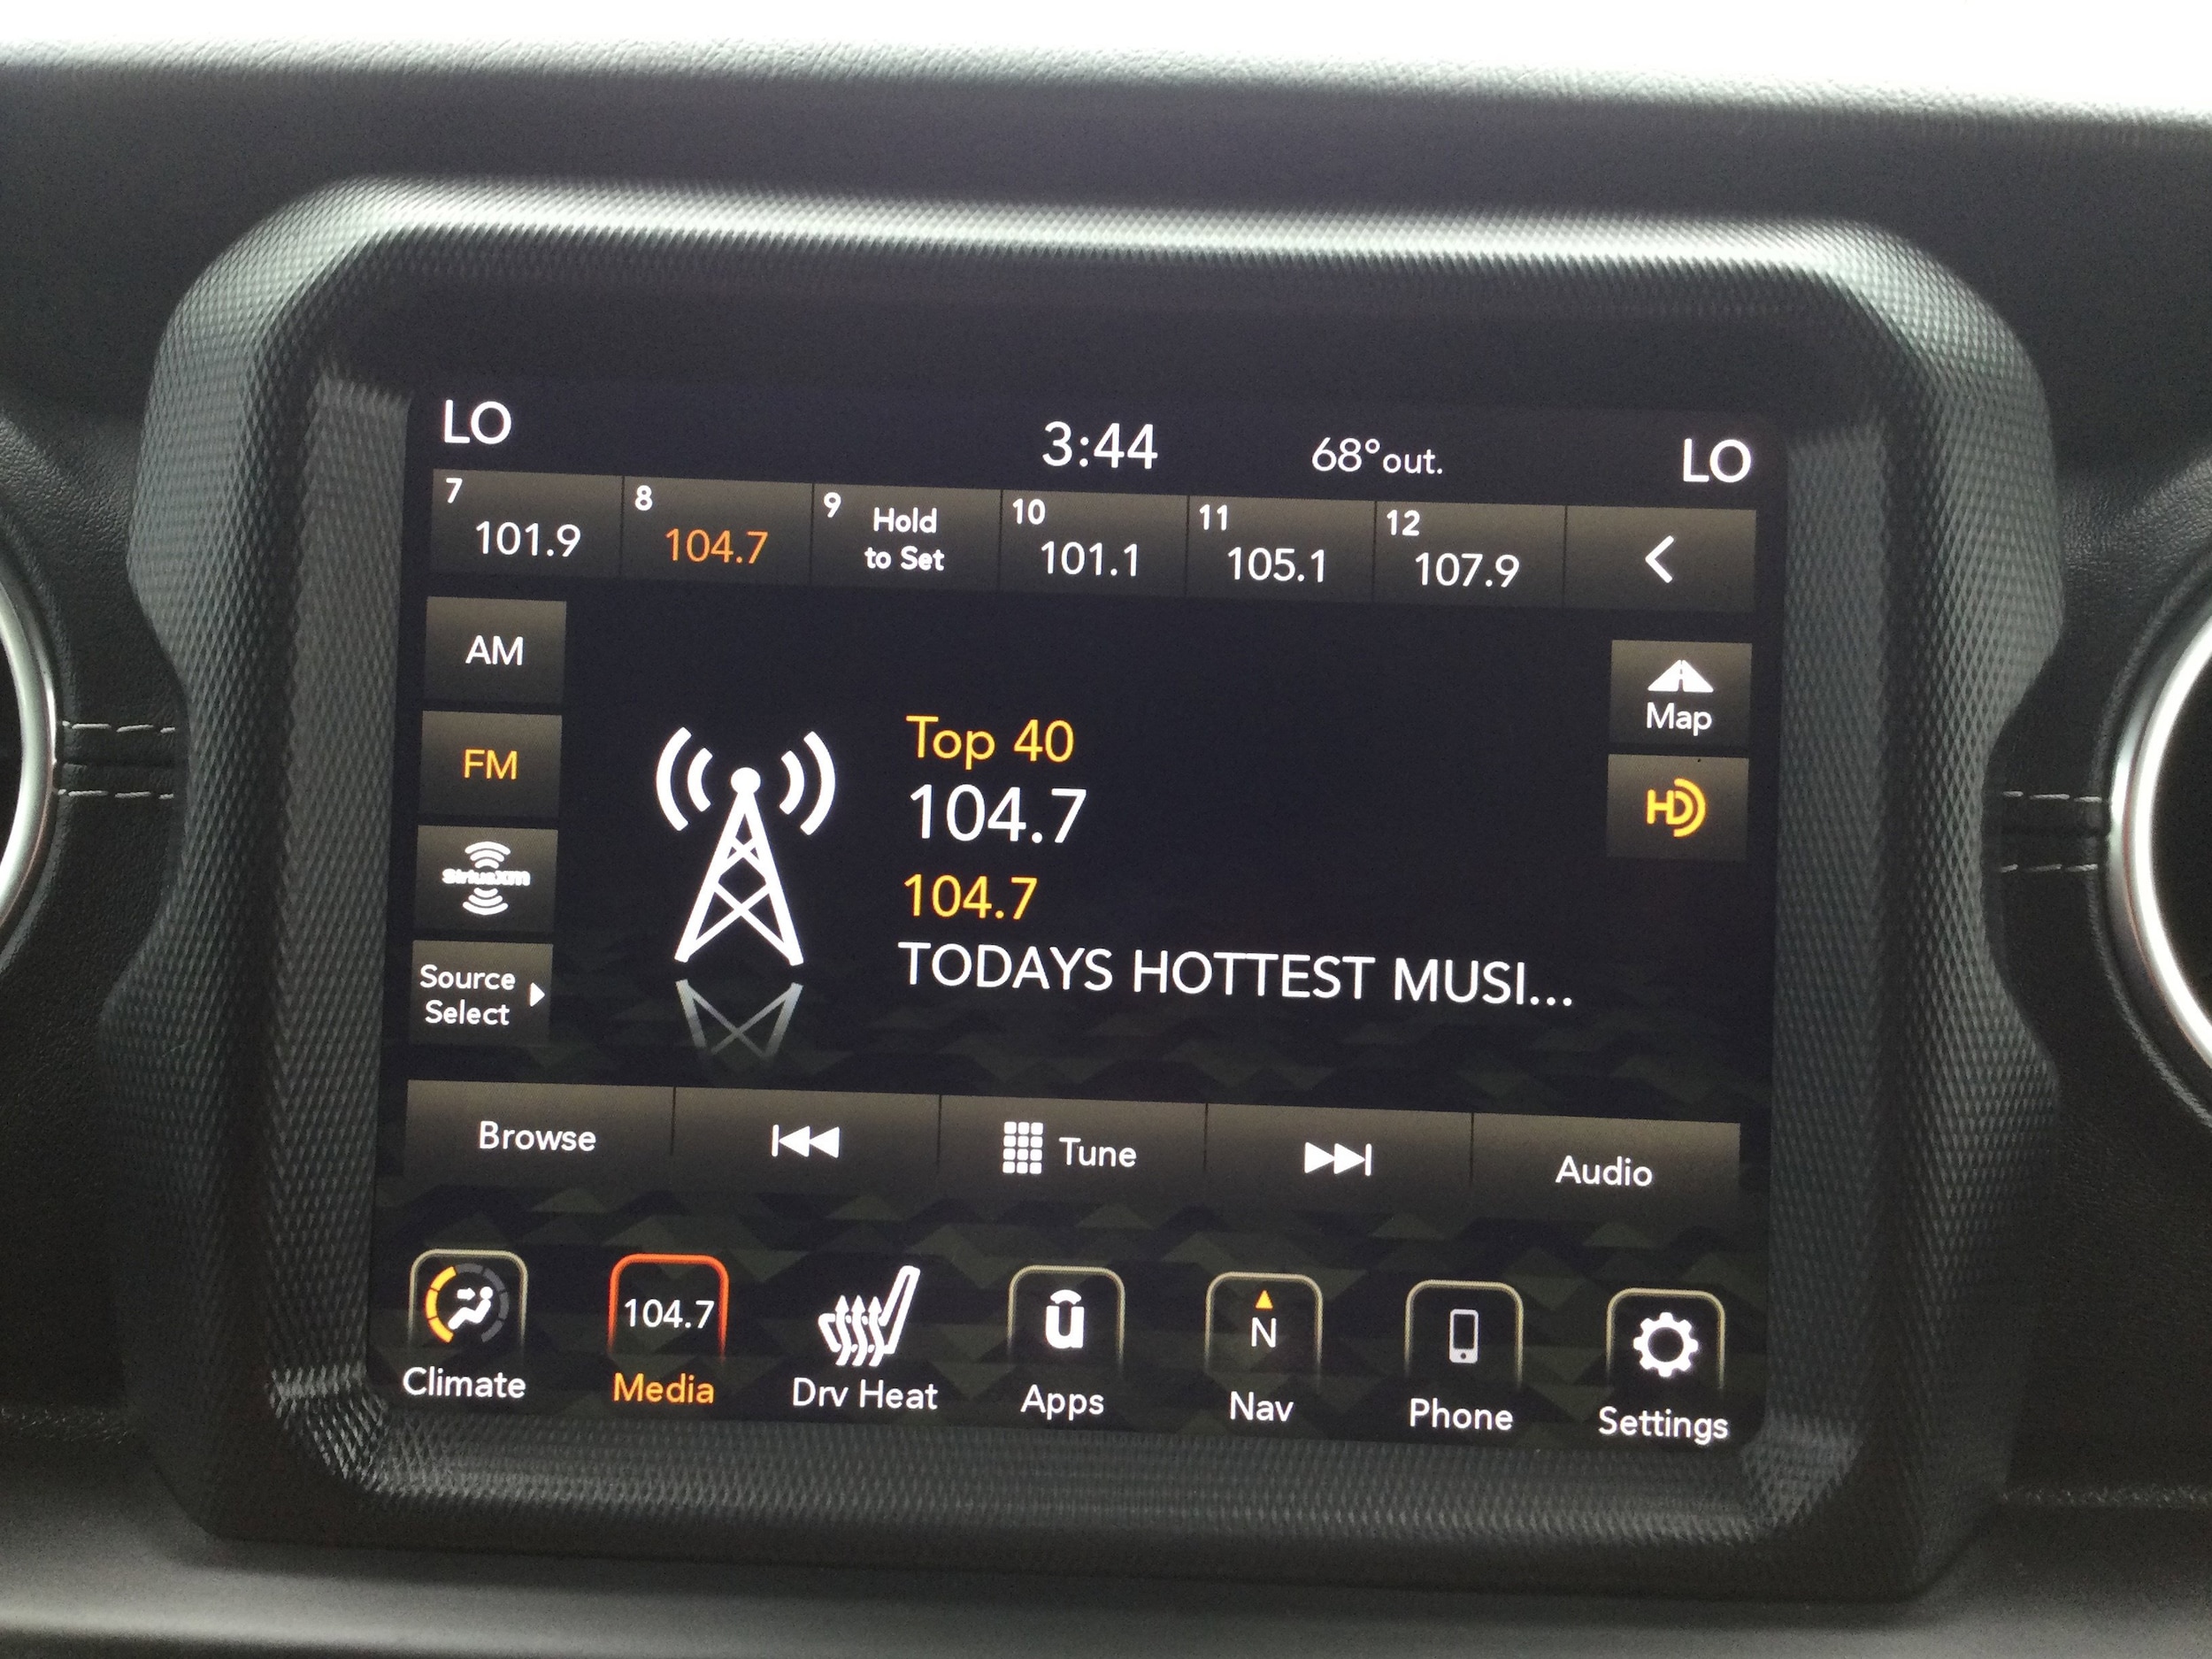 LO 3:44 68°out. LO
7 8 9 Hold 10 11 12
101.9 104.7 to Set 101.1 105.1 107.9
AM
FM
SiriusXM
Source
Select
Top 40
104.7
104.7
TODAYS HOTTEST MUSI...
Map
HD
Browse Tune Audio
104.7 u N
Climate Media Drv Heat Apps Nav Phone Settings